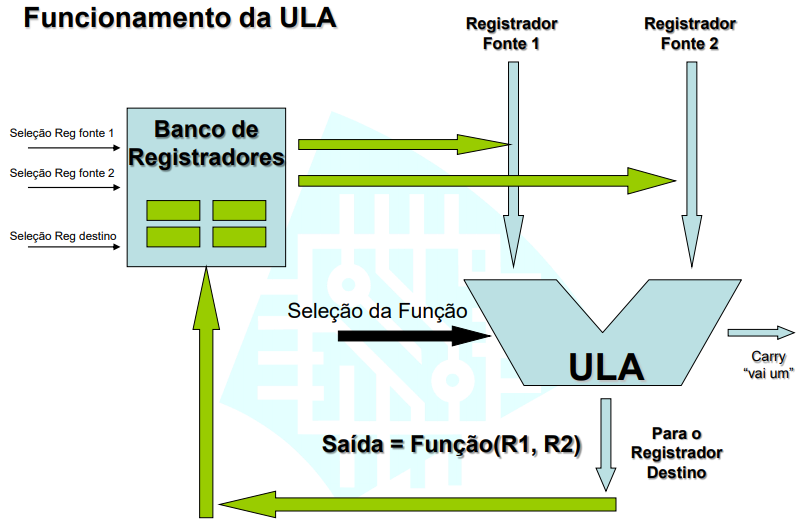 Funcionamento da ULA
Registrador
Fonte 1
Registrador
Fonte 2
Banco de
Registradores
Seleção Reg fonte 1
Seleção Reg fonte 2
Seleção Reg destino
Seleção da Função
ULA
Carry
“vai um”
Saída = Função(R1, R2)
Para o
Registrador
Destino